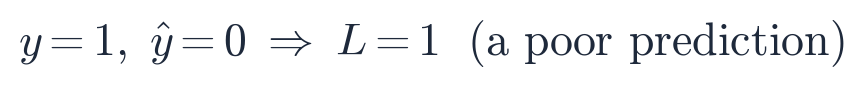 y = 1, ŷ = 0 ⇒ L = 1 (a poor prediction)